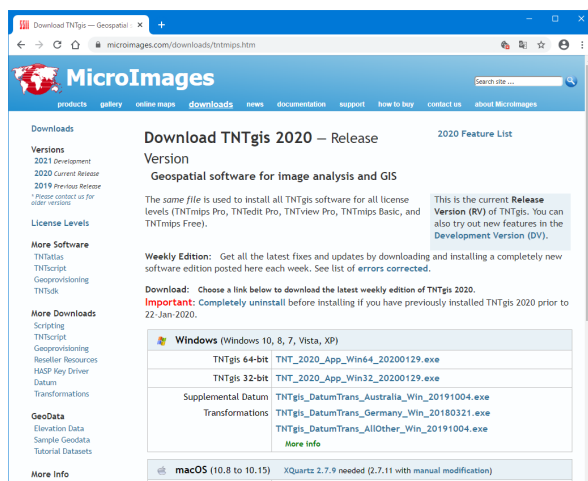 Download TNTgis — Geospatial
microimages.com/downloads/tntmips.htm
MicroImages
Search site ...
products gallery online maps downloads news documentation support how to buy contact us about MicroImages
Downloads
Versions
2021 Development
2020 Current Release
2019 Previous Release
* Please contact us for
older versions
License Levels
More Software
TNTatlas
TNTscript
Geoprovisioning
TNTsdk
More Downloads
Scripting
TNTscript
Geoprovisioning
Reseller Resources
HASP Key Driver
Datum
Transformations
GeoData
Elevation Data
Sample Geodata
Tutorial Datasets
More Info
Download TNTgis 2020 — Release
Version
Geospatial software for image analysis and GIS
2020 Feature List
The same file is used to install all TNTgis software for all license
levels (TNTmips Pro, TNTedit Pro, TNTview Pro, TNTmips Basic, and
TNTmips Free).
This is the current Release
Version (RV) of TNTgis. You can
also try out new features in the
Development Version (DV).
Weekly Edition: Get all the latest fixes and updates by downloading and installing a completely new
software edition posted here each week. See list of errors corrected.
Download: Choose a link below to download the latest weekly edition of TNTgis 2020.
Important: Completely uninstall before installing if you have previously installed TNTgis 2020 prior to
22-Jan-2020.
Windows (Windows 10, 8, 7, Vista, XP)
TNTgis 64-bit TNT_2020_App_Win64_20200129.exe
TNTgis 32-bit TNT_2020_App_Win32_20200129.exe
Supplemental Datum TNTgis_DatumTrans_Australia_Win_20191004.exe
Transformations TNTgis_DatumTrans_Germany_Win_20180321.exe
TNTgis_DatumTrans_AllOther_Win_20191004.exe
More info
macOS (10.8 to 10.15) XQuartz 2.7.9 needed (2.7.11 with manual modification)